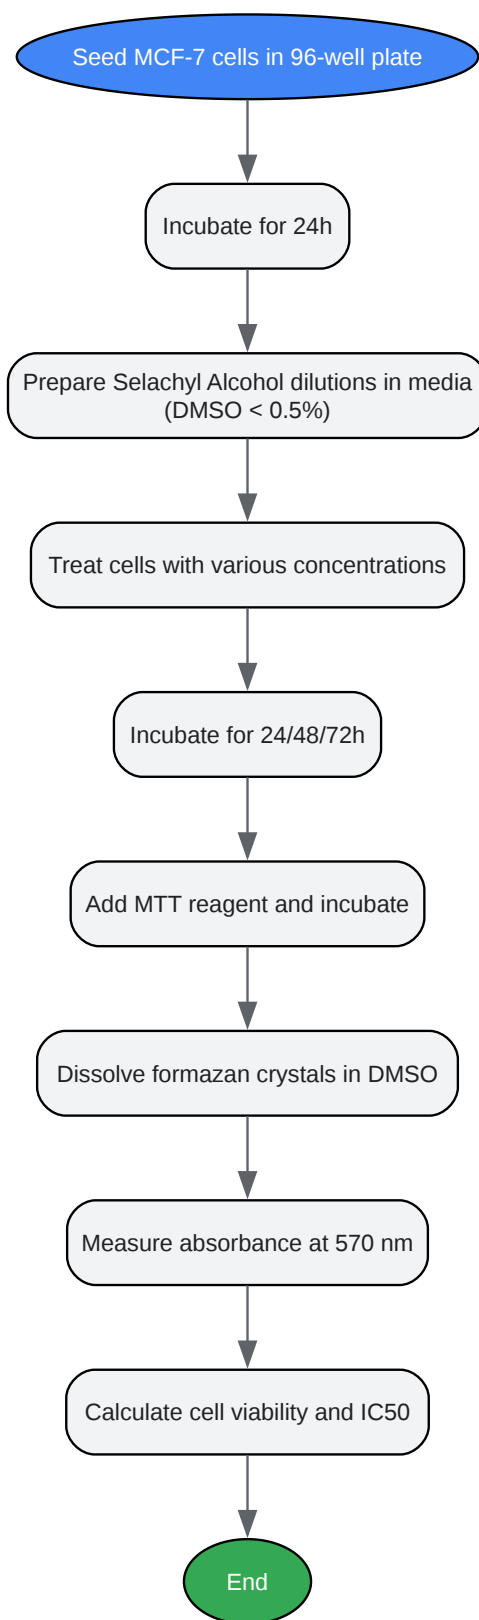 Seed MCF-7 cells in 96-well plate
Incubate for 24h
Prepare Selachyl Alcohol dilutions in media
(DMSO < 0.5%)
Treat cells with various concentrations
Incubate for 24/48/72h
Add MTT reagent and incubate
Dissolve formazan crystals in DMSO
Measure absorbance at 570 nm
Calculate cell viability and IC50
End